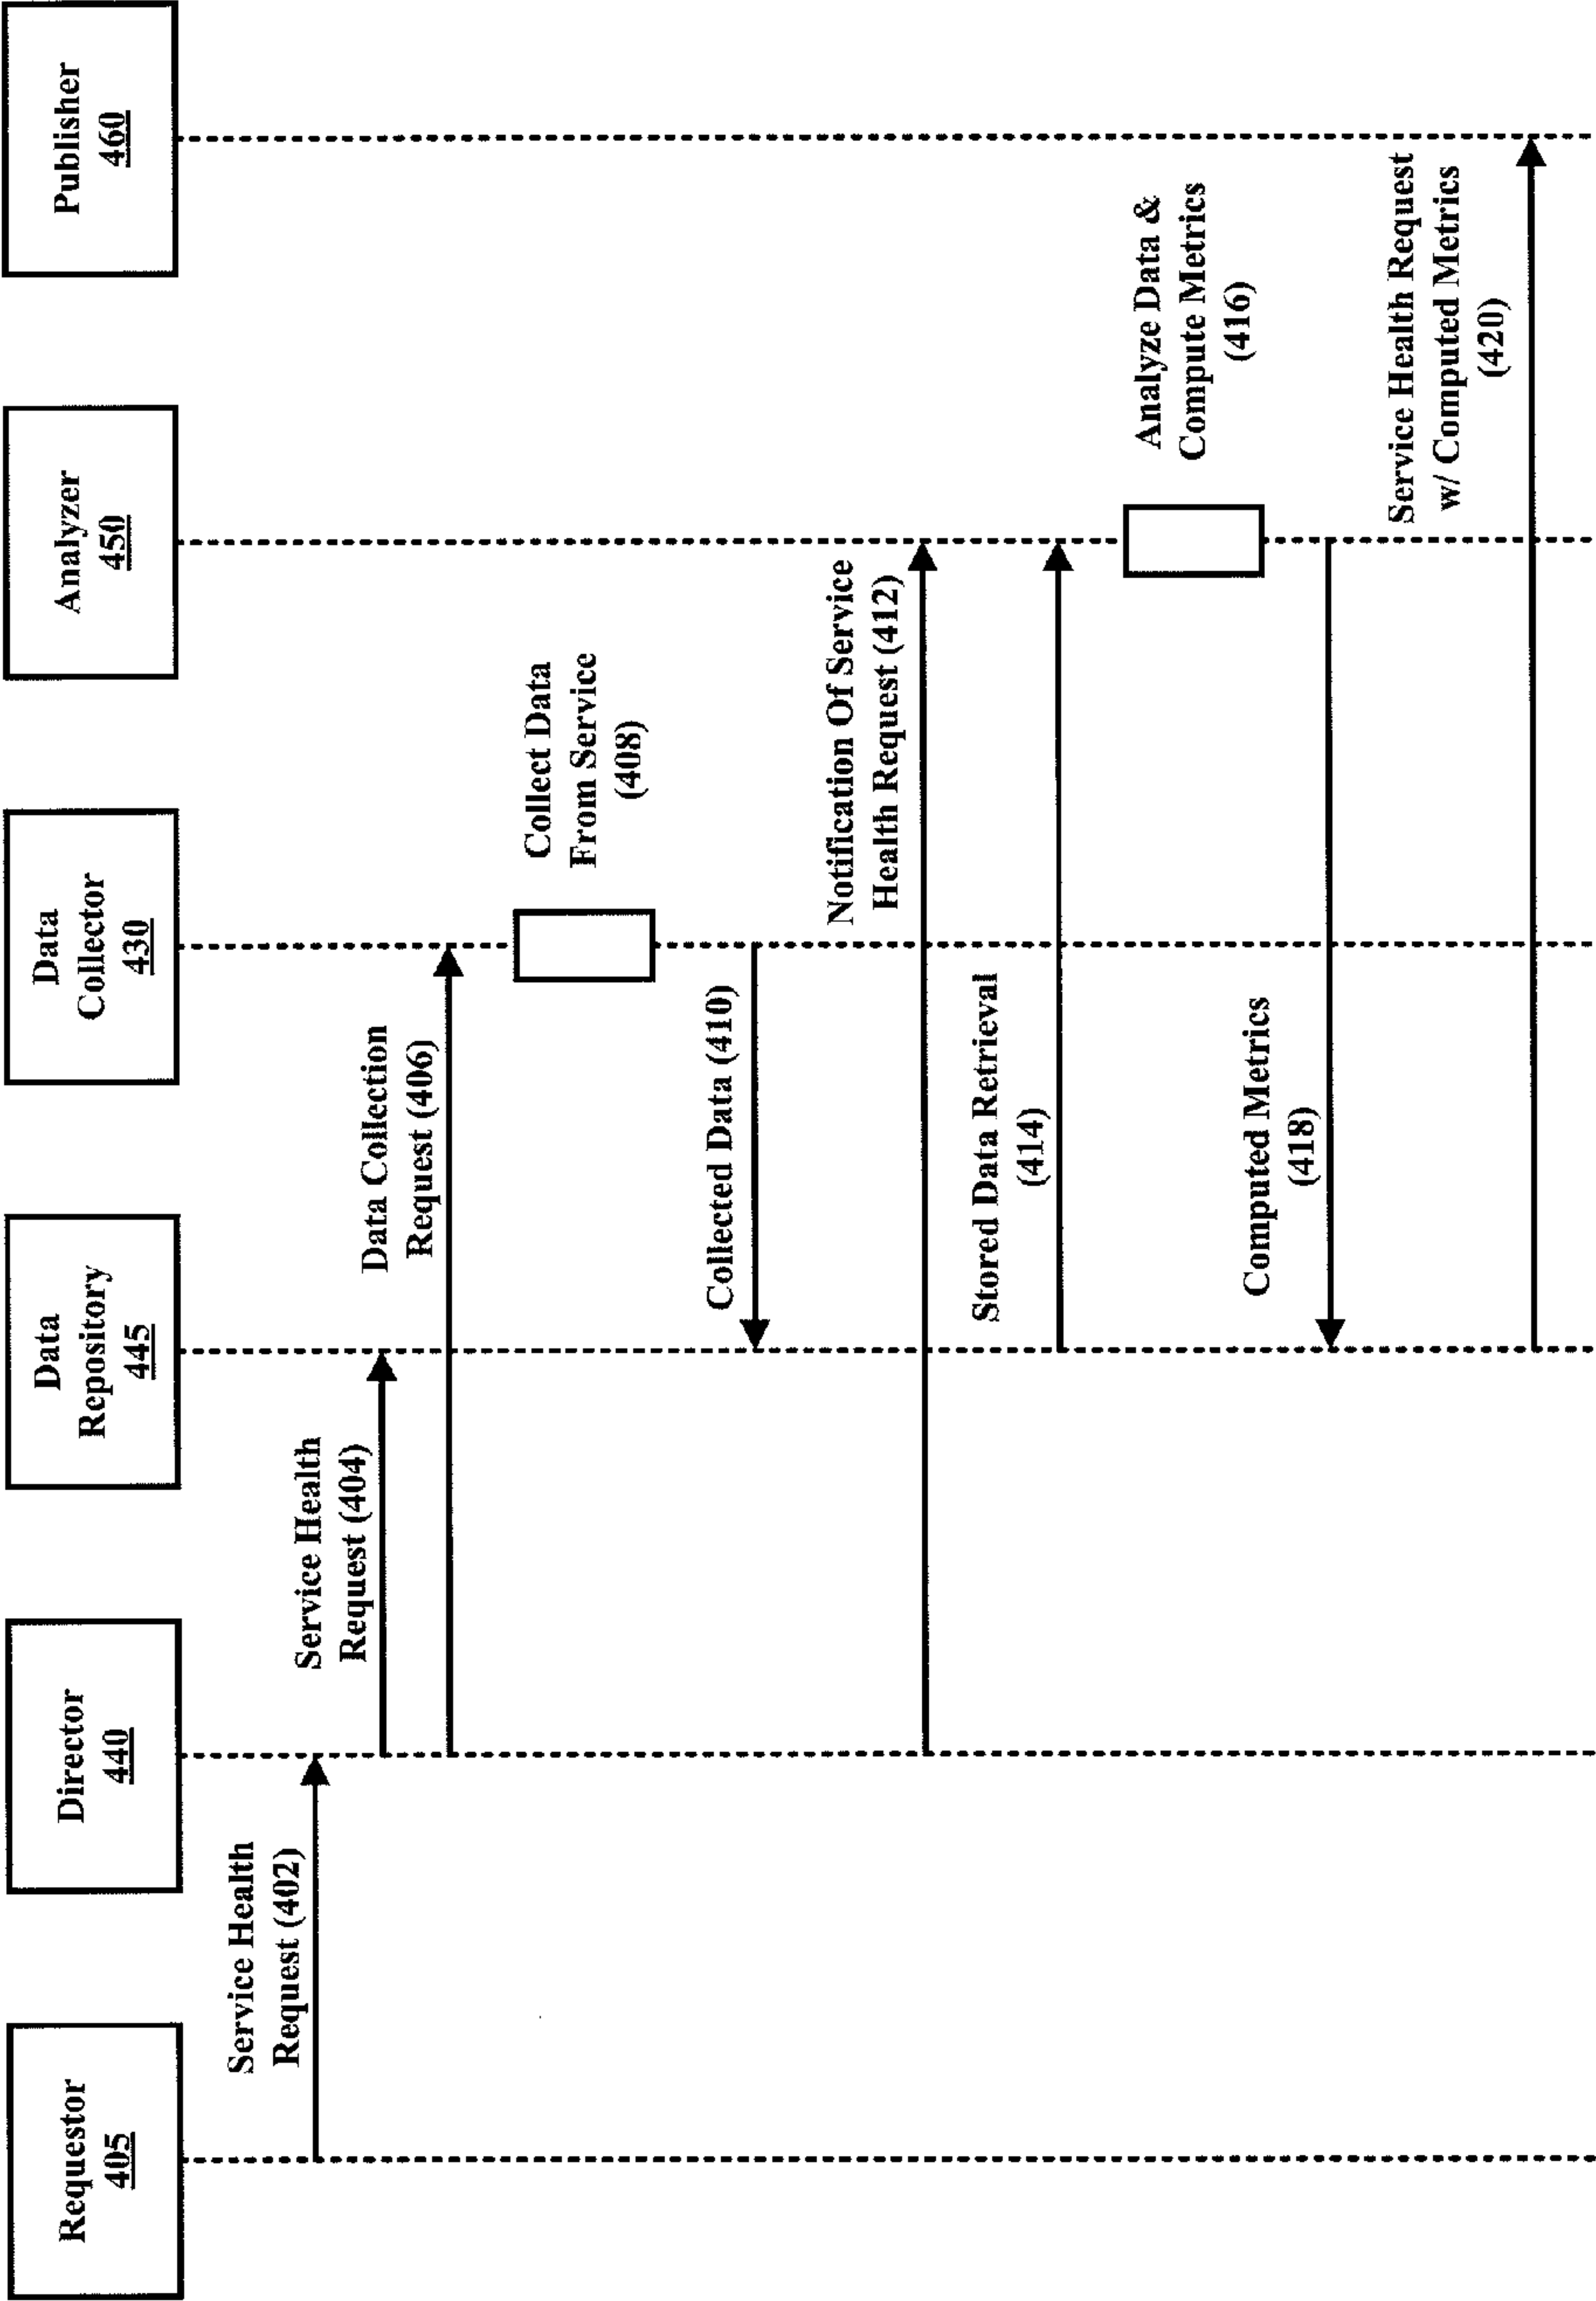 Requestor
405
Director
440
Data
Repository
445
Data
Collector
430
Analyzer
450
Publisher
460
Service Health
Request (402)
Service Health
Request (404)
Data Collection
Request (406)
Collect Data
From Service
(408)
Collected Data (410)
Notification Of Service
Health Request (412)
Stored Data Retrieval
(414)
Analyze Data &
Compute Metrics
(416)
Computed Metrics
(418)
Service Health Request
w/ Computed Metrics
(420)